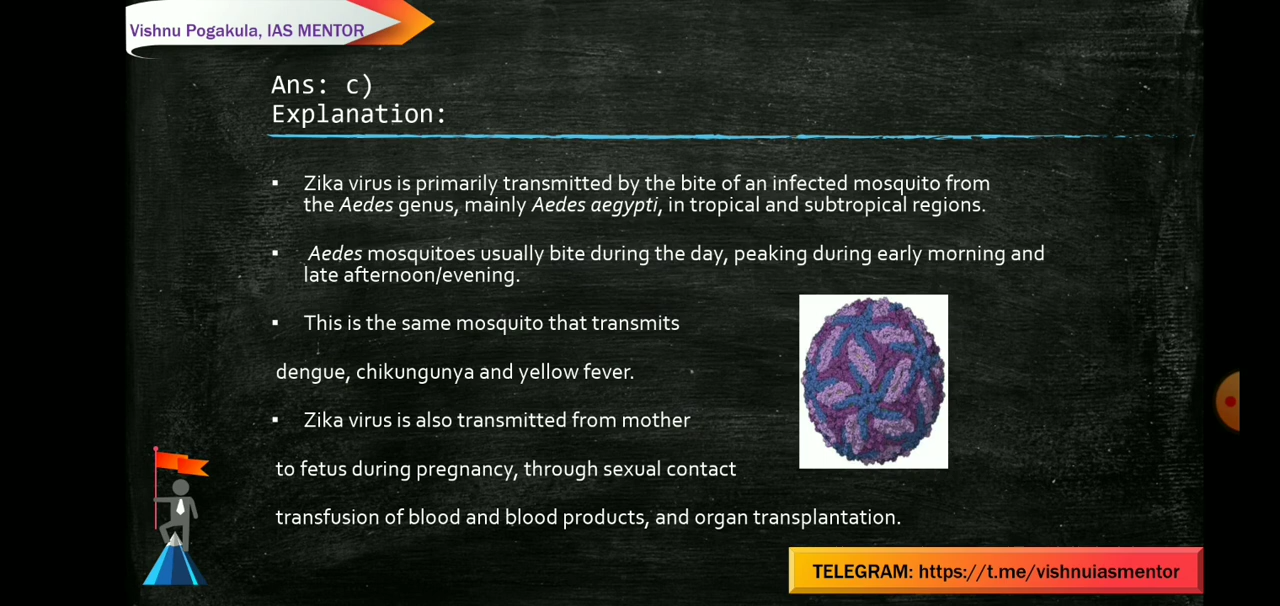 Vishnu Pogakula, IAS MENTOR
Ans: c)
Explanation:
▪ Zika virus is primarily transmitted by the bite of an infected mosquito from
the Aedes genus, mainly Aedes aegypti, in tropical and subtropical regions.
▪ Aedes mosquitoes usually bite during the day, peaking during early morning and
late afternoon/evening.
▪ This is the same mosquito that transmits
dengue, chikungunya and yellow fever.
▪ Zika virus is also transmitted from mother
to fetus during pregnancy, through sexual contact
transfusion of blood and blood products, and organ transplantation.
TELEGRAM: https://t.me/vishnuiasmentor